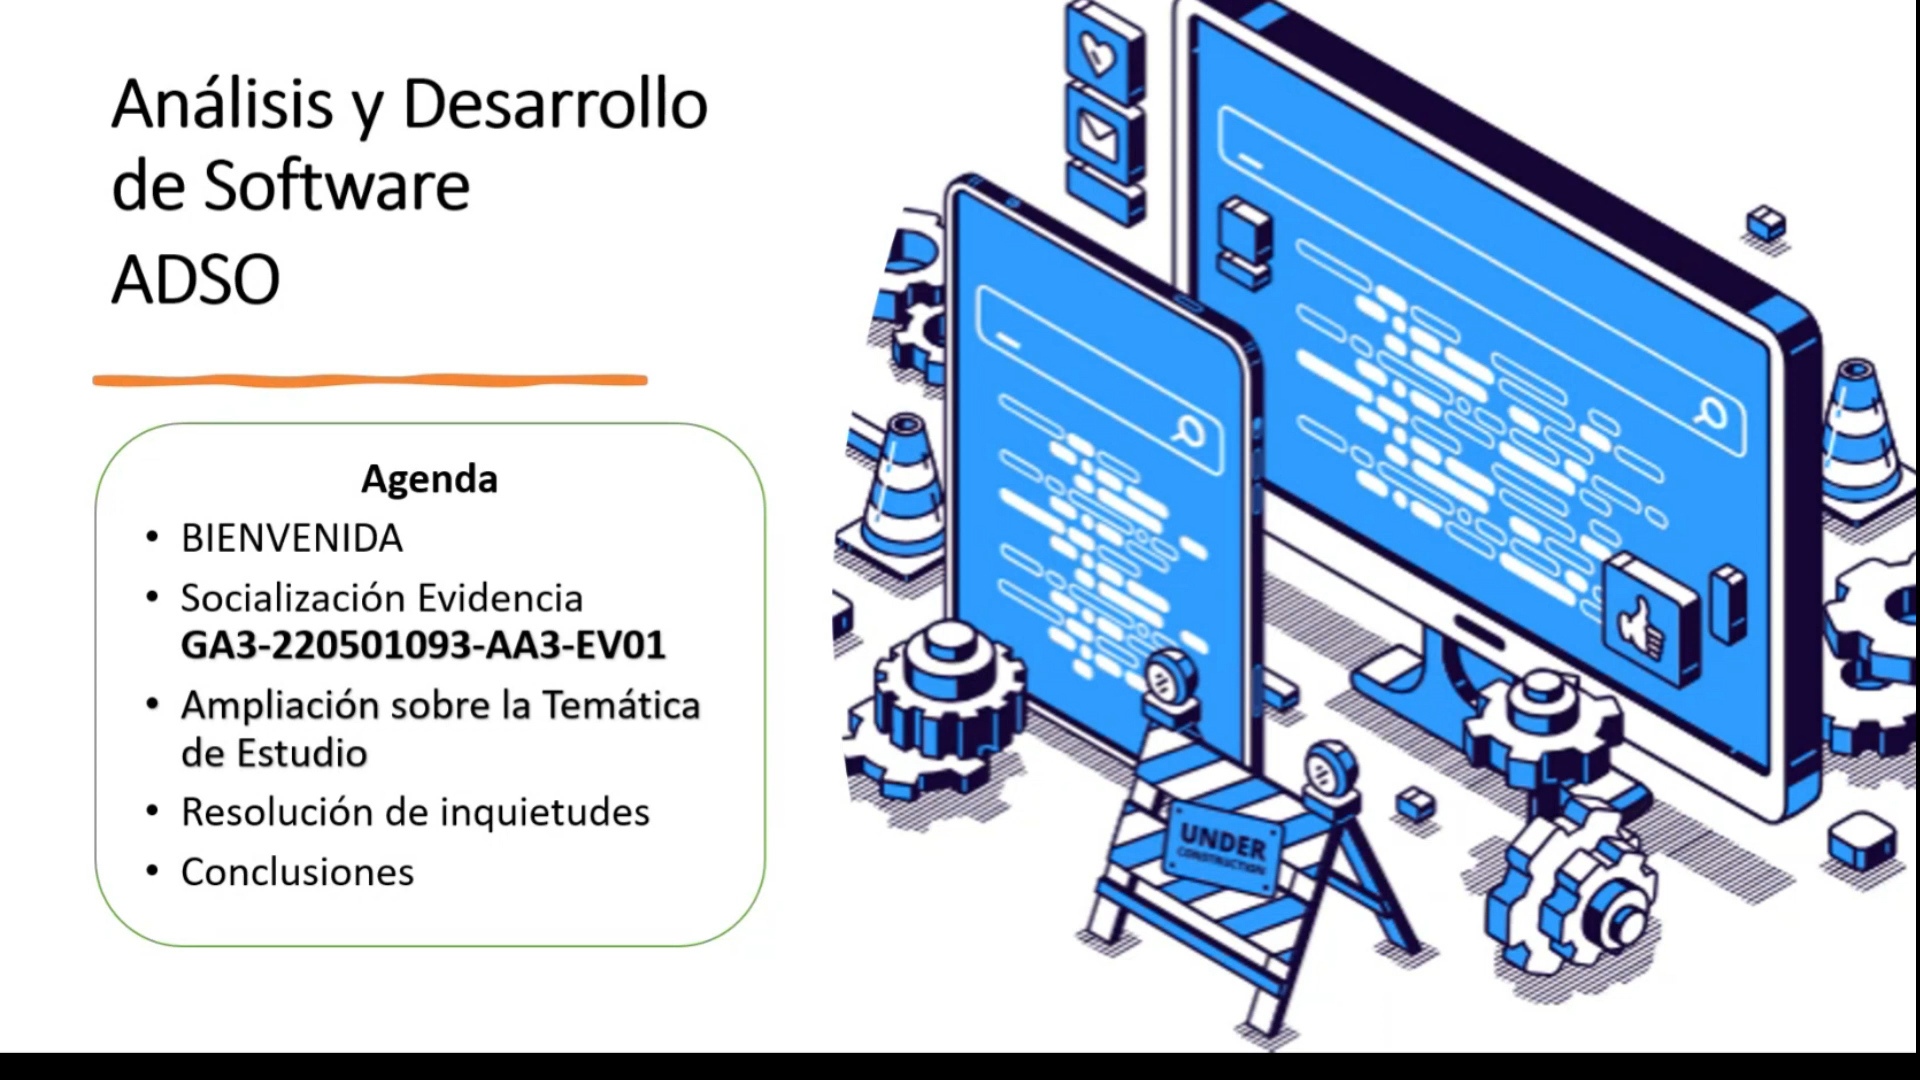 Análisis y Desarrollo
de Software
ADSO
Agenda
• BIENVENIDA
• Socialización Evidencia
GA3-220501093-AA3-EV01
• Ampliación sobre la Temática
de Estudio
• Resolución de inquietudes
• Conclusiones
UNDER
CONSTRUCTION